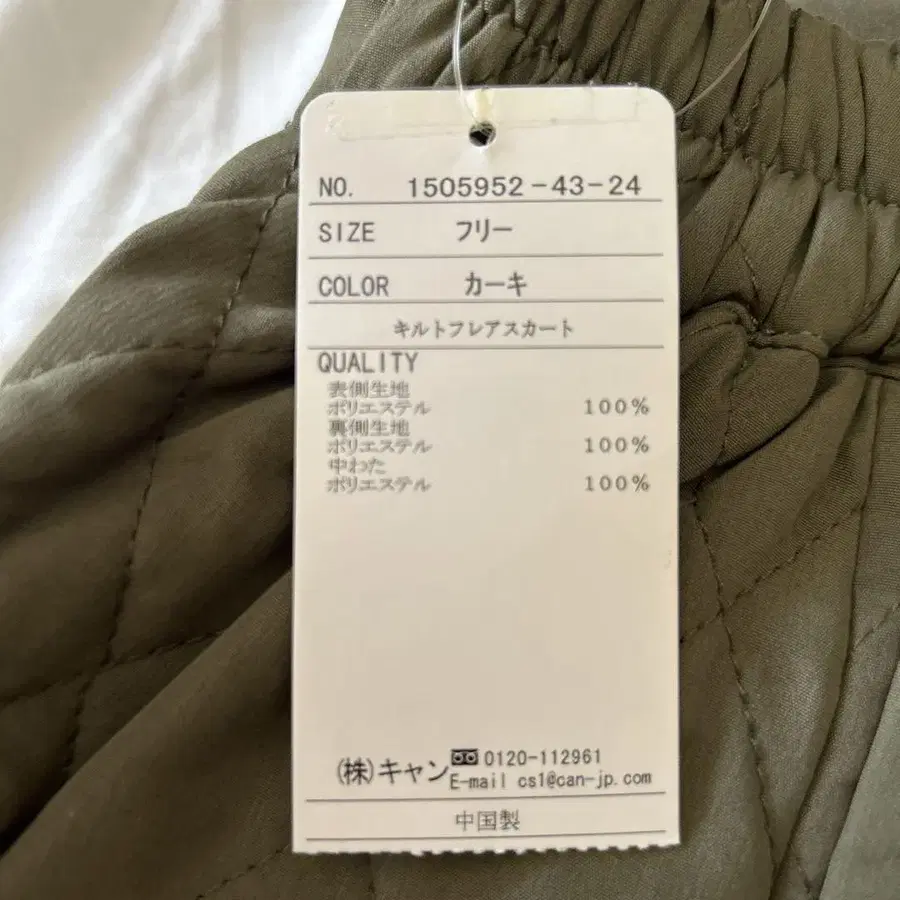 NO. 1505952-43-24
SIZE フリー
COLOR カーキ
キルトフレアスカート
QUALITY
表側生地
ポリエステル 100%
裏側生地
ポリエステル 100%
中わた
ポリエステル 100%
(株)キャン 0120-112961
E-mail cs1@can-jp.com
中国製